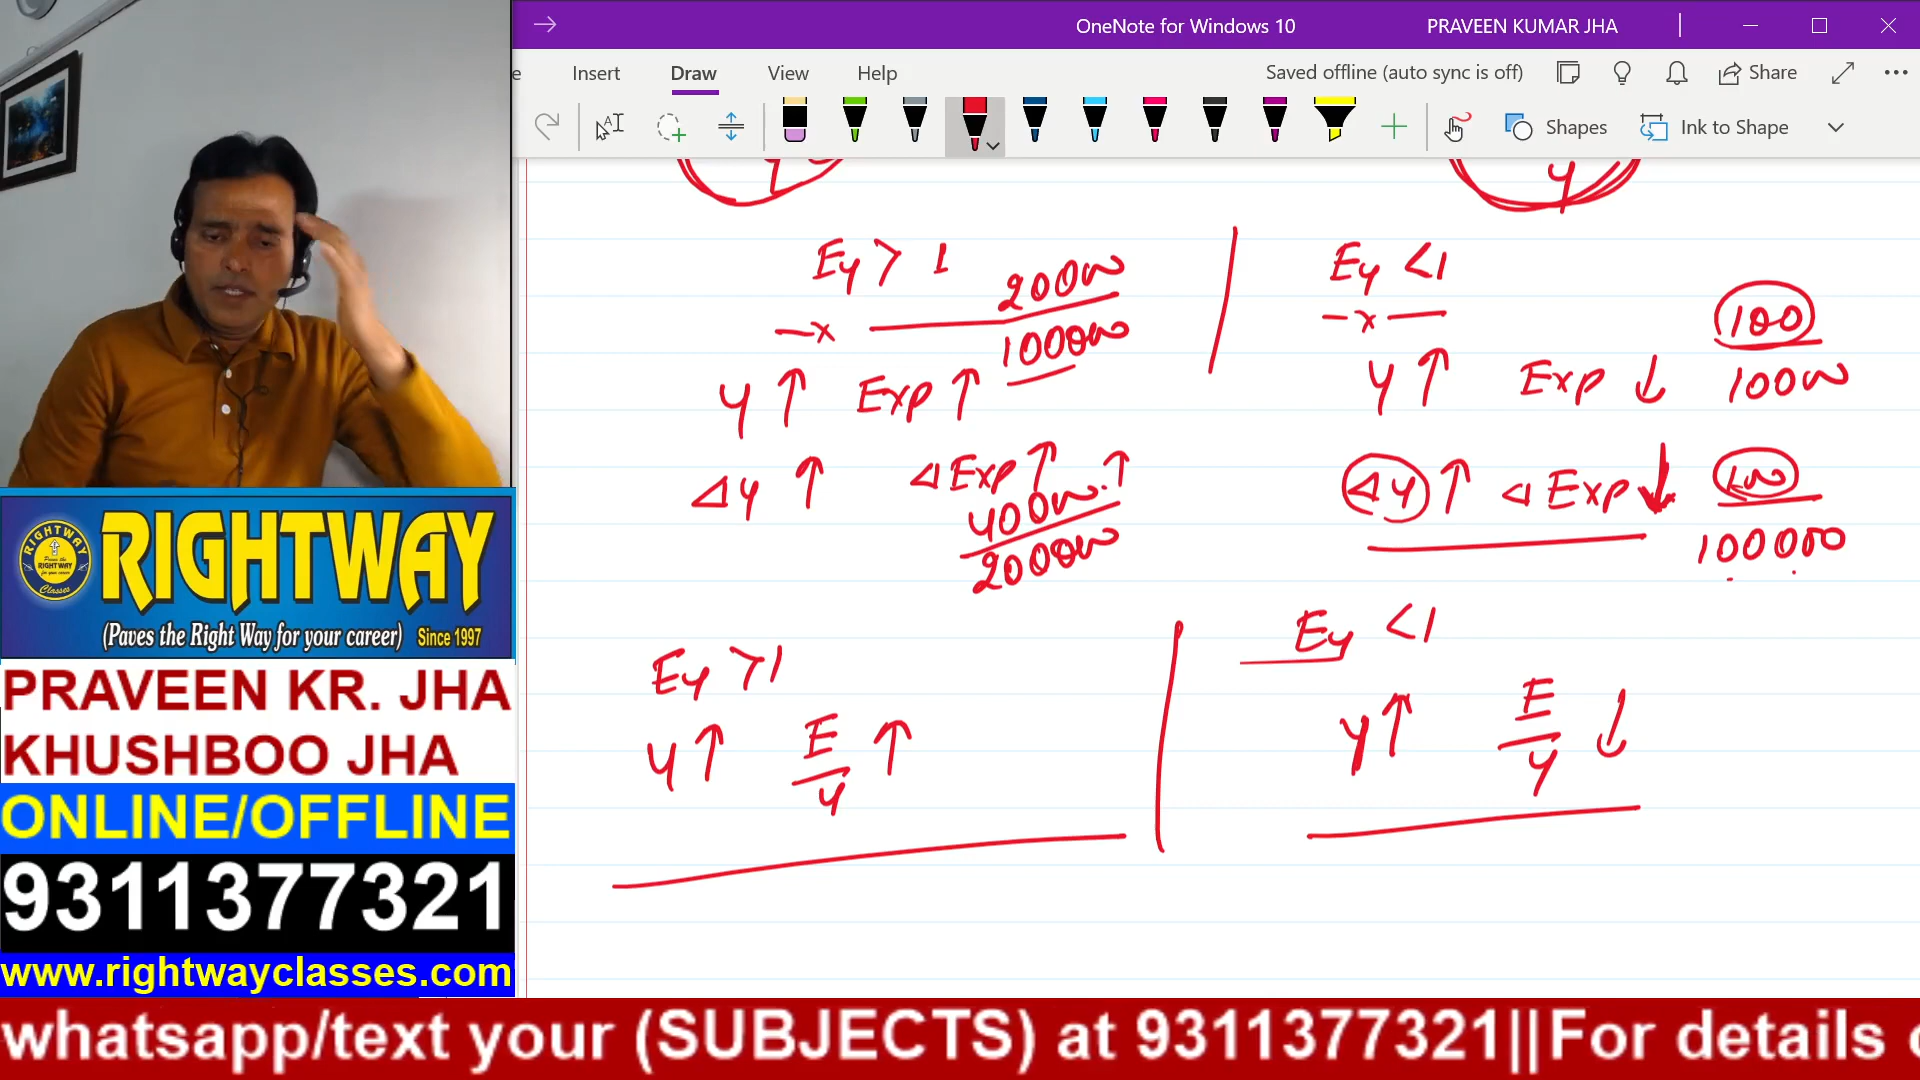 OneNote for Windows 10
PRAVEEN KUMAR JHA
Insert
Draw
View
Help
Saved offline (auto sync is off)
Share
Shapes
Ink to Shape
Y
Ey > 1
2000
10000
—x
Y ↑ Exp ↑
Δy ↑ Δ Exp ↑
4000 ↑
20000
Ey >1
Y ↑ E/Y ↑
Ey <1
—x—
Y ↑ Exp ↓
100
1000
Δy ↑ Δ Exp ↓
100
100000
Ey <1
Y ↑ E/Y ↓
RIGHTWAY
RIGHTWAY
Classes
(Paves the Right Way for your career) Since 1997
PRAVEEN KR. JHA
KHUSHBOO JHA
ONLINE/OFFLINE
9311377321
www.rightwayclasses.com
whatsapp/text your (SUBJECTS) at 9311377321||For details